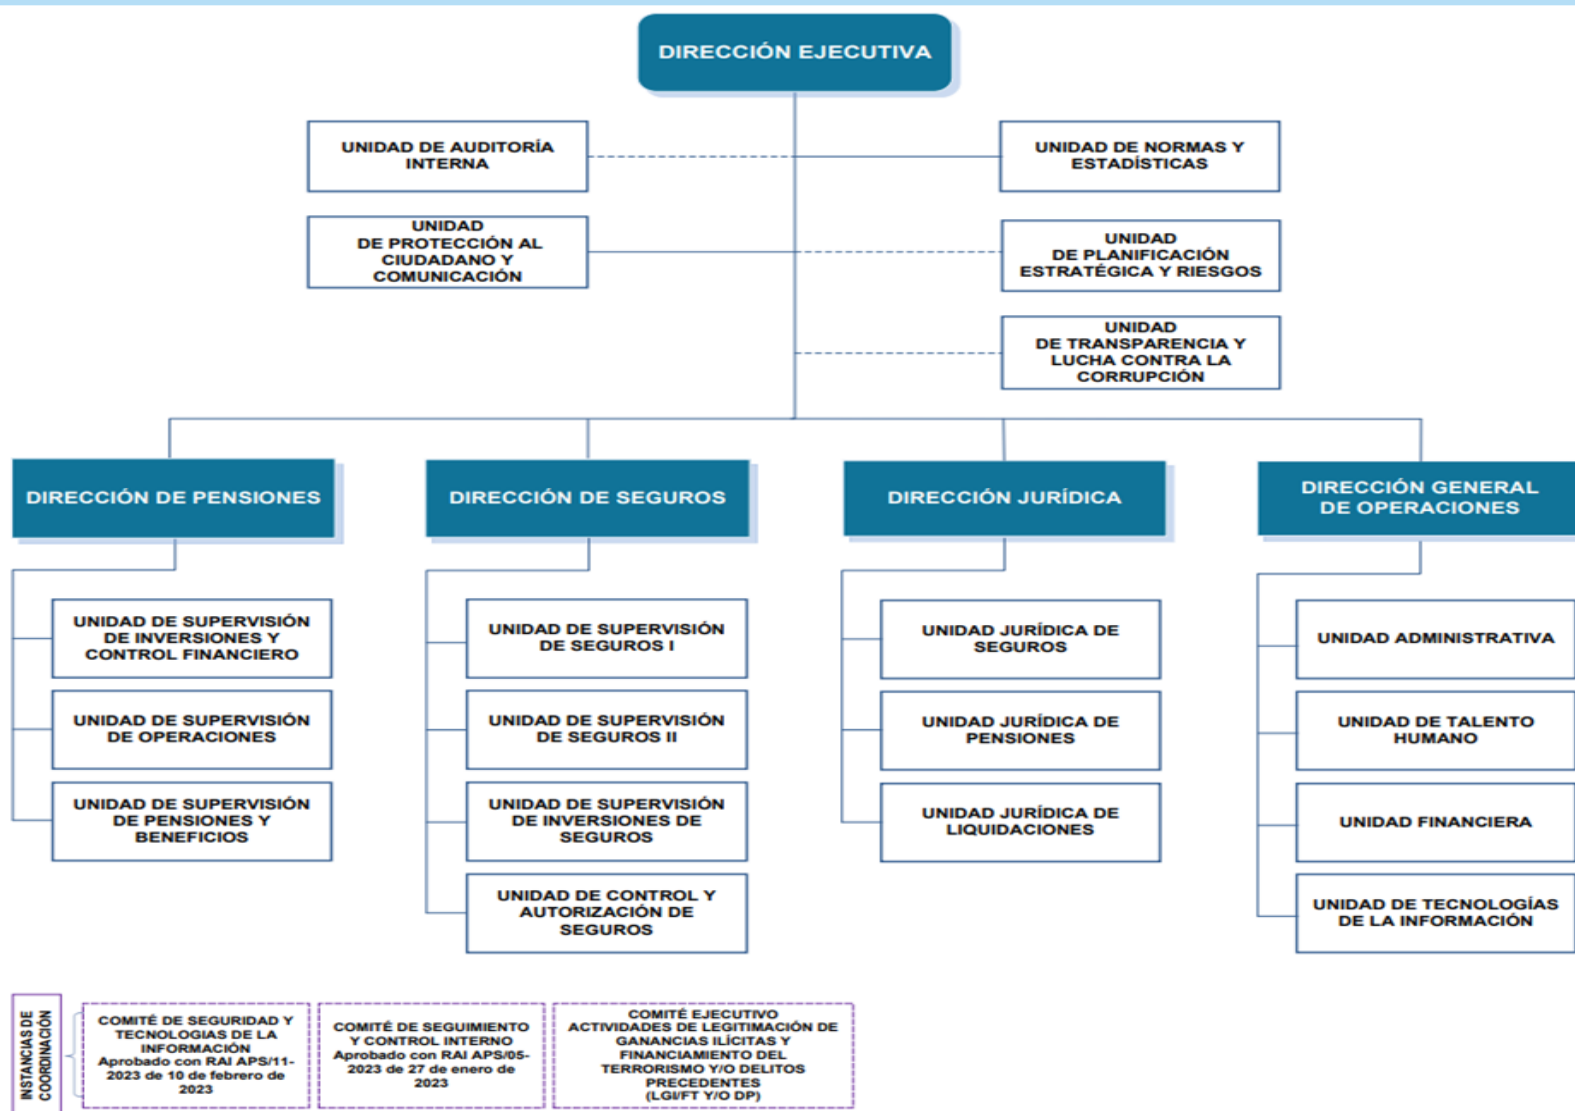 DIRECCIÓN EJECUTIVA
UNIDAD DE AUDITORÍA
INTERNA
UNIDAD DE NORMAS Y
ESTADÍSTICAS
UNIDAD
DE PROTECCIÓN AL
CIUDADANO Y
COMUNICACIÓN
UNIDAD
DE PLANIFICACIÓN
ESTRATÉGICA Y RIESGOS
UNIDAD
DE TRANSPARENCIA Y
LUCHA CONTRA LA
CORRUPCIÓN
DIRECCIÓN DE PENSIONES
DIRECCIÓN DE SEGUROS
DIRECCIÓN JURÍDICA
DIRECCIÓN GENERAL
DE OPERACIONES
UNIDAD DE SUPERVISIÓN
DE INVERSIONES Y
CONTROL FINANCIERO
UNIDAD DE SUPERVISIÓN
DE OPERACIONES
UNIDAD DE SUPERVISIÓN
DE PENSIONES Y
BENEFICIOS
UNIDAD DE SUPERVISIÓN
DE SEGUROS I
UNIDAD DE SUPERVISIÓN
DE SEGUROS II
UNIDAD DE SUPERVISIÓN
DE INVERSIONES DE
SEGUROS
UNIDAD DE CONTROL Y
AUTORIZACIÓN DE
SEGUROS
UNIDAD JURÍDICA DE
SEGUROS
UNIDAD JURÍDICA DE
PENSIONES
UNIDAD JURÍDICA DE
LIQUIDACIONES
UNIDAD ADMINISTRATIVA
UNIDAD DE TALENTO
HUMANO
UNIDAD FINANCIERA
UNIDAD DE TECNOLOGÍAS
DE LA INFORMACIÓN
INSTANCIAS DE
COORDINACIÓN
COMITÉ DE SEGURIDAD Y
TECNOLOGIAS DE LA
INFORMACIÓN
Aprobado con RAI APS/11-
2023 de 10 de febrero de
2023
COMITÉ DE SEGUIMIENTO
Y CONTROL INTERNO
Aprobado con RAI APS/05-
2023 de 27 de enero de
2023
COMITÉ EJECUTIVO
ACTIVIDADES DE LEGITIMACIÓN DE
GANANCIAS ILÍCITAS Y
FINANCIAMIENTO DEL
TERRORISMO Y/O DELITOS
PRECEDENTES
(LGI/FT Y/O DP)